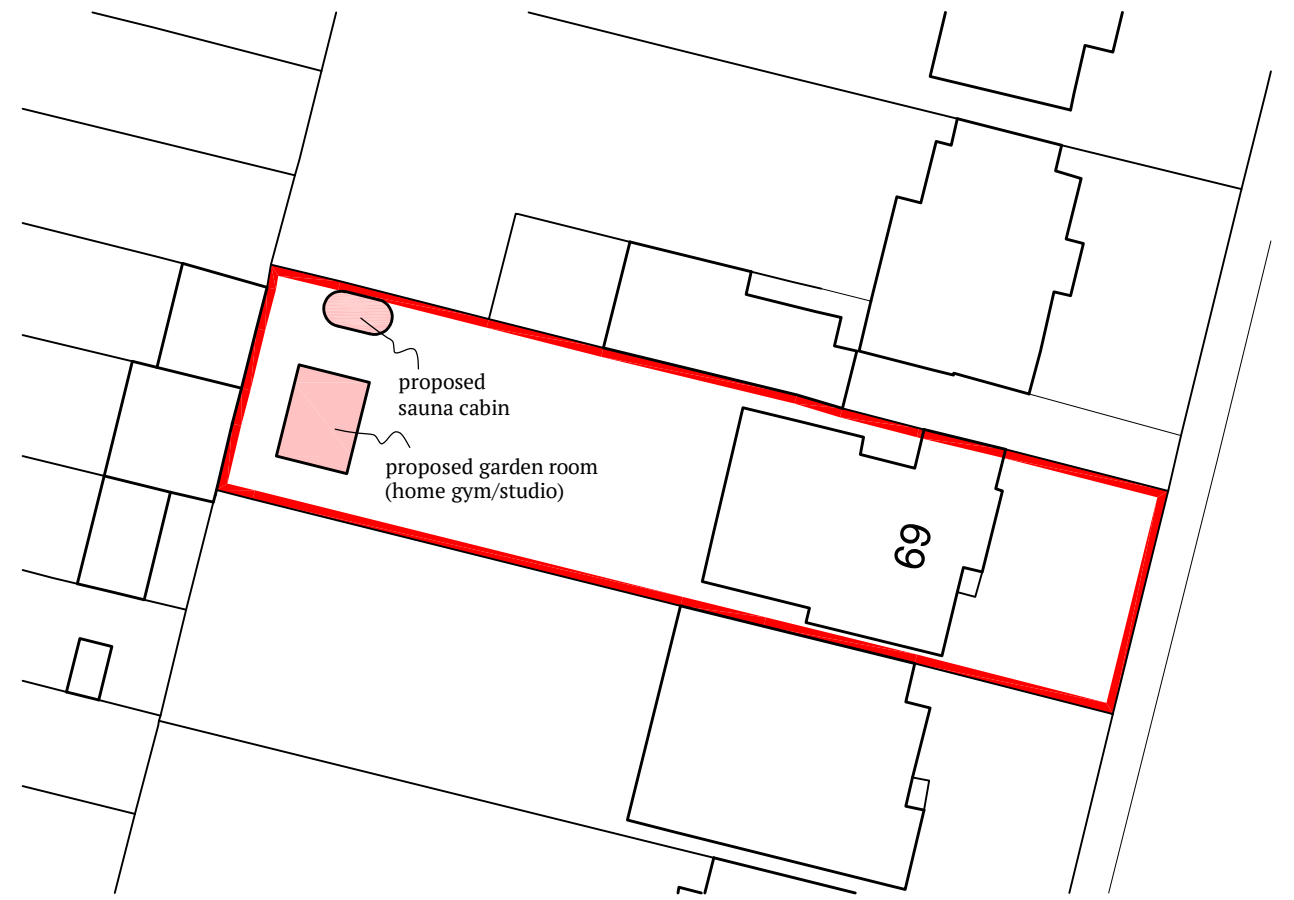 proposed
sauna cabin
proposed garden room
(home gym/studio)
69